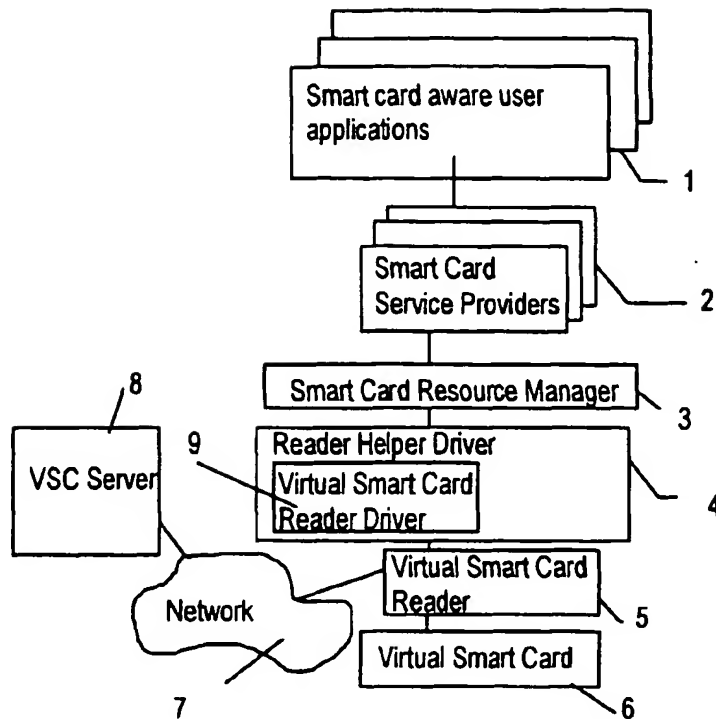 Smart card aware user
applications
1
Smart Card
Service Providers
2
8
Smart Card Resource Manager
3
9
Reader Helper Driver
VSC Server
Virtual Smart Card
Reader Driver
4
Virtual Smart Card
Reader
Network
5
Virtual Smart Card
7
6